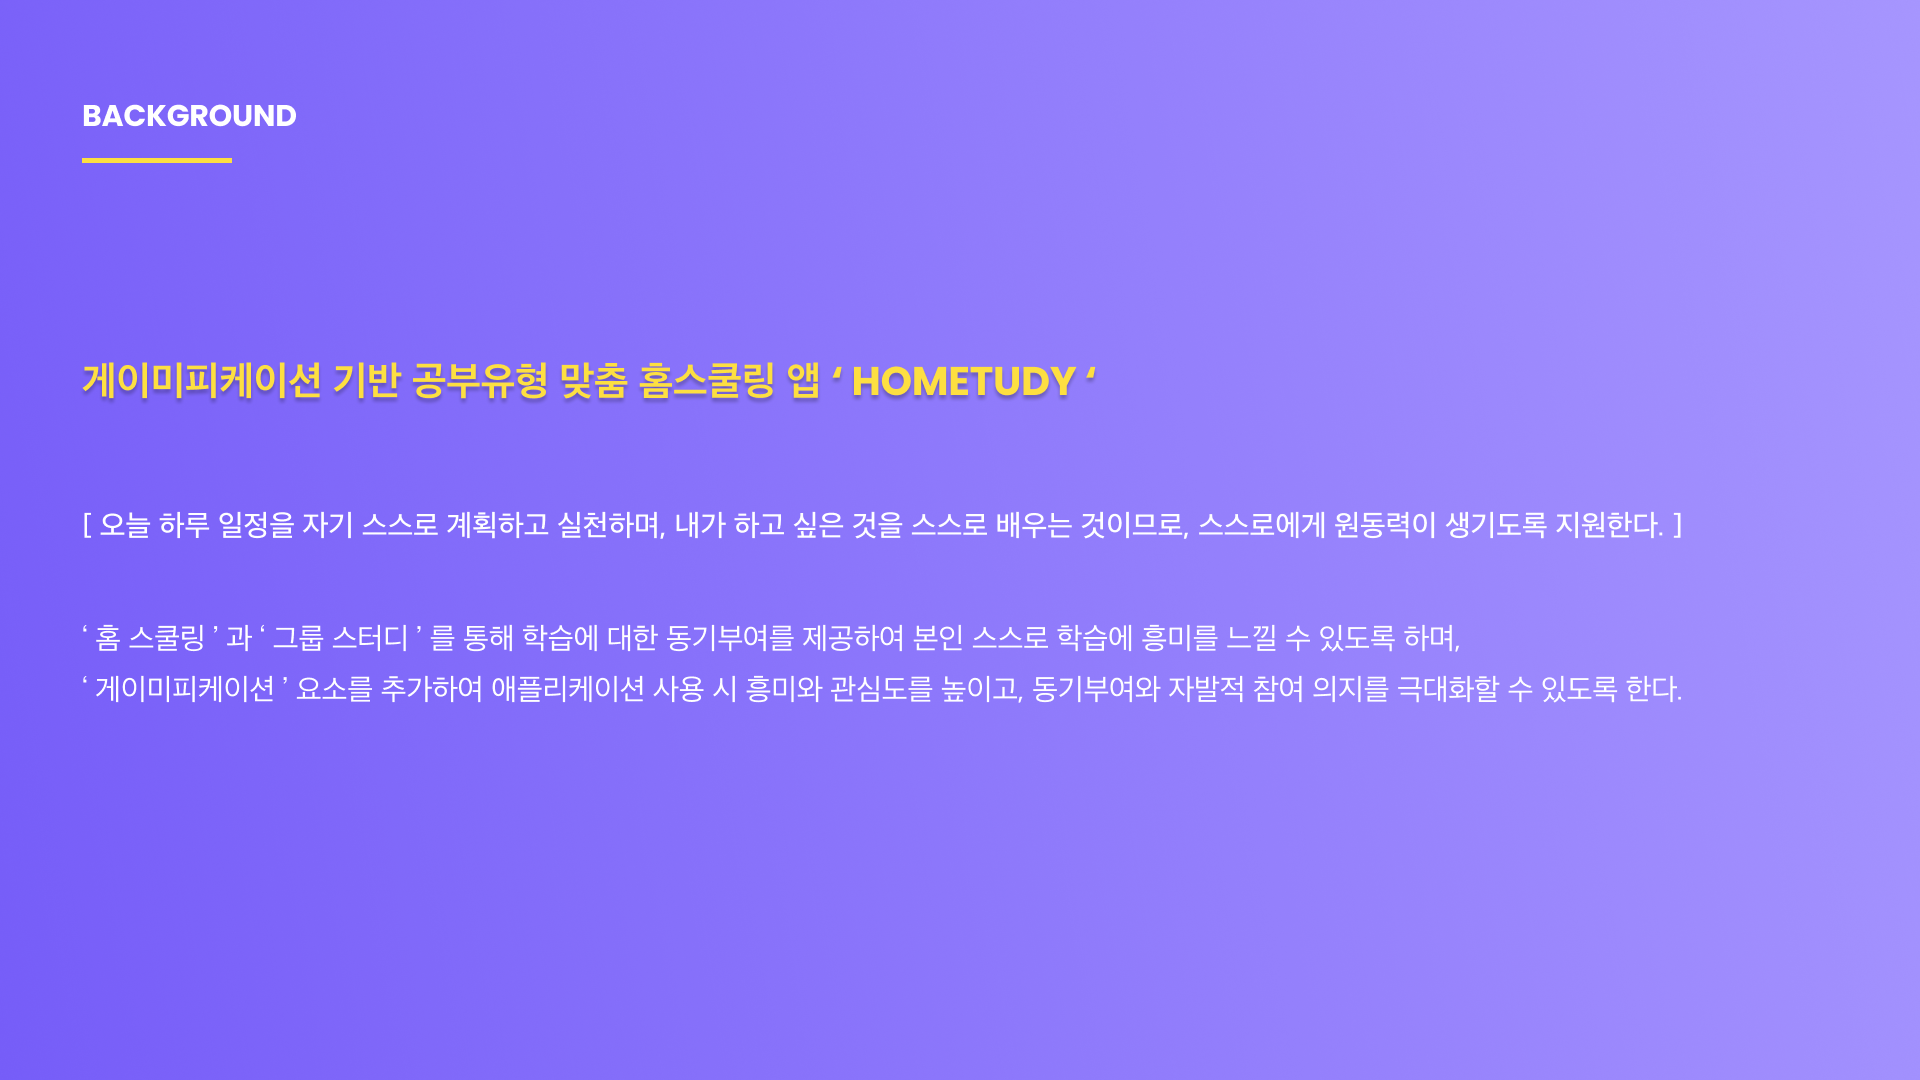 BACKGROUND
게이미피케이션 기반 공부유형 맞춤 홈스쿨링 앱 ‘ HOMETUDY ‘
[ 오늘 하루 일정을 자기 스스로 계획하고 실천하며, 내가 하고 싶은 것을 스스로 배우는 것이므로, 스스로에게 원동력이 생기도록 지원한다. ]
‘ 홈 스쿨링 ’ 과 ‘ 그룹 스터디 ’ 를 통해 학습에 대한 동기부여를 제공하여 본인 스스로 학습에 흥미를 느낄 수 있도록 하며,
‘ 게이미피케이션 ’ 요소를 추가하여 애플리케이션 사용 시 흥미와 관심도를 높이고, 동기부여와 자발적 참여 의지를 극대화할 수 있도록 한다.